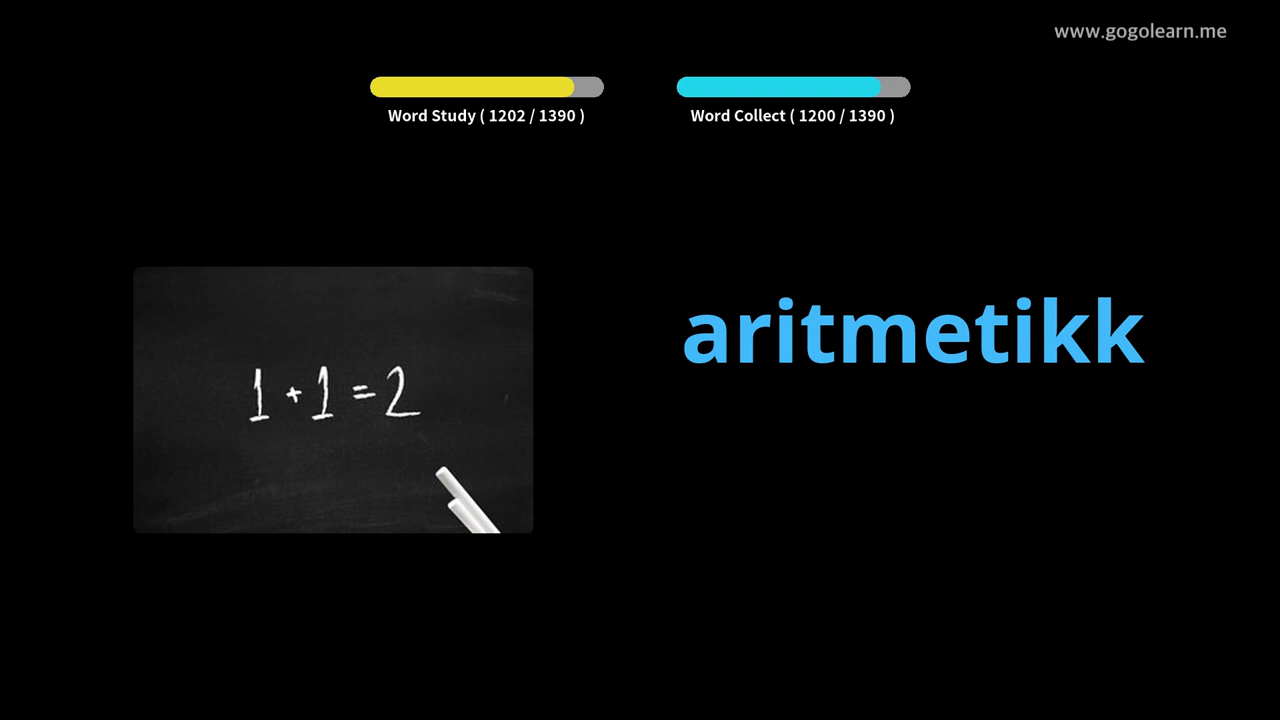 www.gogolearn.me
Word Study ( 1202 / 1390 )
Word Collect ( 1200 / 1390 )
aritmetikk
1 + 1 = 2